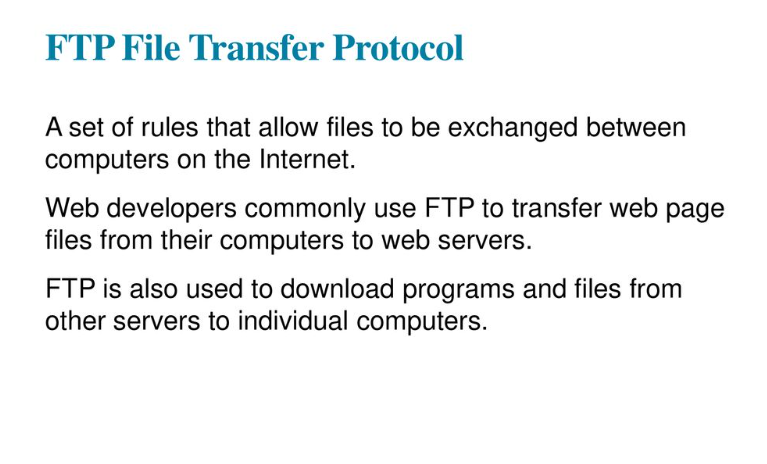 FTP File Transfer Protocol
A set of rules that allow files to be exchanged between
computers on the Internet.
Web developers commonly use FTP to transfer web page
files from their computers to web servers.
FTP is also used to download programs and files from
other servers to individual computers.